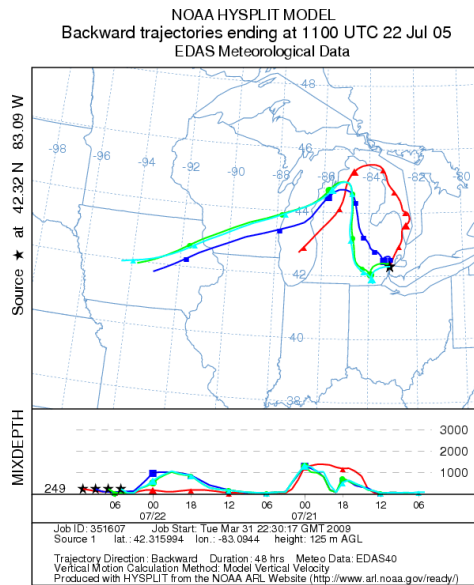 NOAA HYSPLIT MODEL
Backward trajectories ending at 1100 UTC 22 Jul 05
EDAS Meteorological Data
Source ★ at 42.32 N 83.09 W
-98
-96
-94
-92
-90
-88
-86
-84
-82
-80
48
46
44
42
40
38
MIXDEPTH
3000
2000
1000
249
06 00 18 12 06 00 18 12 06
07/22 07/21
Job ID: 351607 Job Start: Tue Mar 31 22:30:17 GMT 2009
Source 1 lat.: 42.315994 lon.: -83.0944 height: 125 m AGL
Trajectory Direction: Backward Duration: 48 hrs Meteo Data: EDAS40
Vertical Motion Calculation Method: Model Vertical Velocity
Produced with HYSPLIT from the NOAA ARL Website (http://www.arl.noaa.gov/ready/)